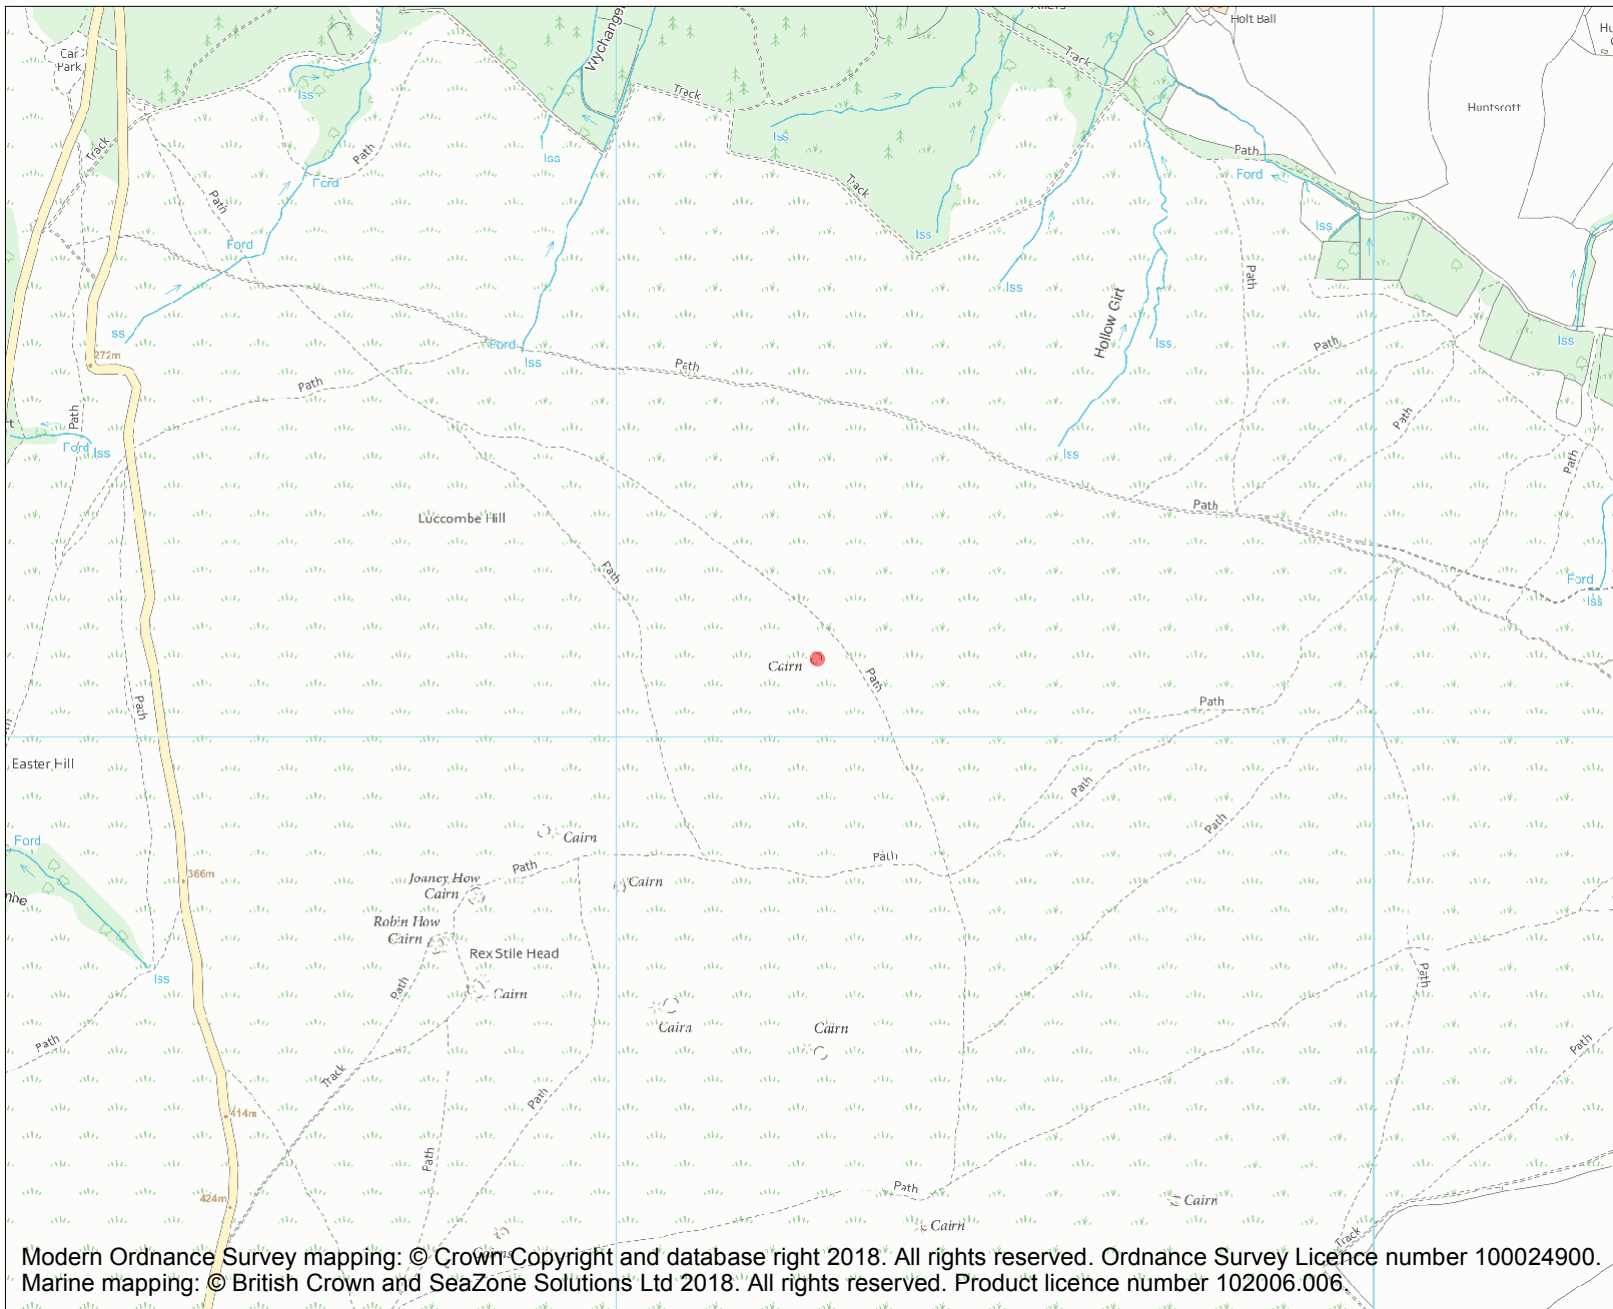 Allers
Holt Ball
Car
Park
Wychanger
Track
Huntscott
Iss
Track
Iss
Track
Path
Iss
Path
Ford
Track
Path
Ford
Path
Iss
Iss
Ford
Path
Iss
Hollow Girt
ss
Ford
Iss
Path
Iss
Path
Iss
272m
Path
Path
Path
Path
Ford
Iss
Iss
Path
Path
Luccombe Hill
Path
Ford
Iss
Cairn
Path
Path
Path
Easter Hill
Path
Path
Ford
Cairn
Path
Path
366m
Joaney How
Cairn
Cairn
Robin How
Cairn
Rex Stile Head
Iss
Path
Cairn
Path
Cairn
Cairn
Path
Path
Track
Path
414m
Path
Path
424m
Cairn
Cairn
Track
Cairns
Modern Ordnance Survey mapping: © Crown Copyright and database right 2018. All rights reserved. Ordnance Survey Licence number 100024900.
Marine mapping: © British Crown and SeaZone Solutions Ltd 2018. All rights reserved. Product licence number 102006.006.